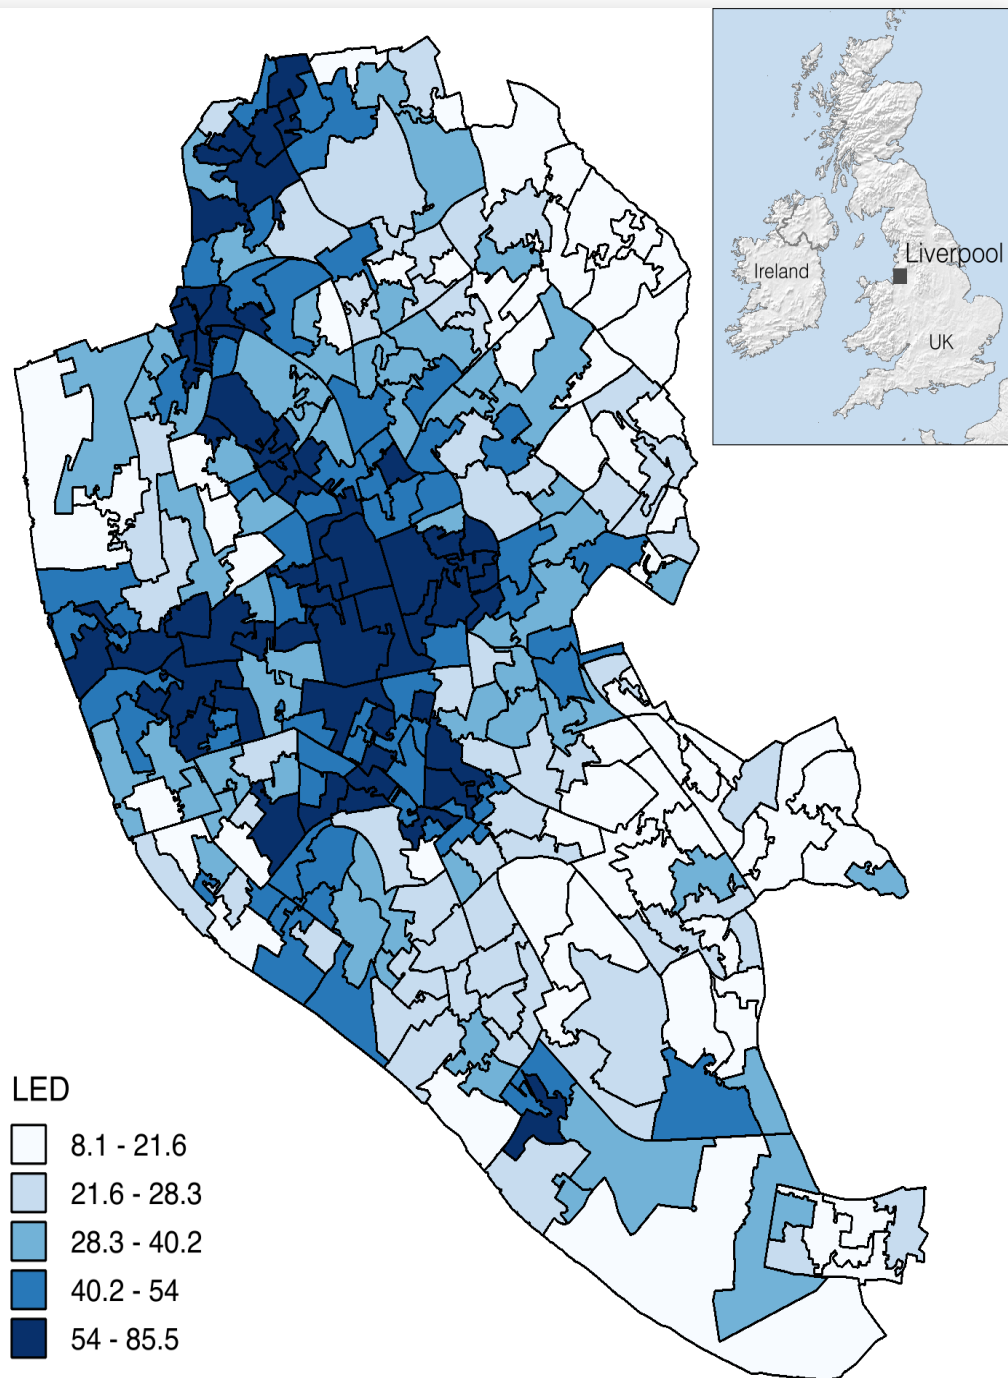 Liverpool
Ireland
UK
LED
8.1 - 21.6
21.6 - 28.3
28.3 - 40.2
40.2 - 54
54 - 85.5